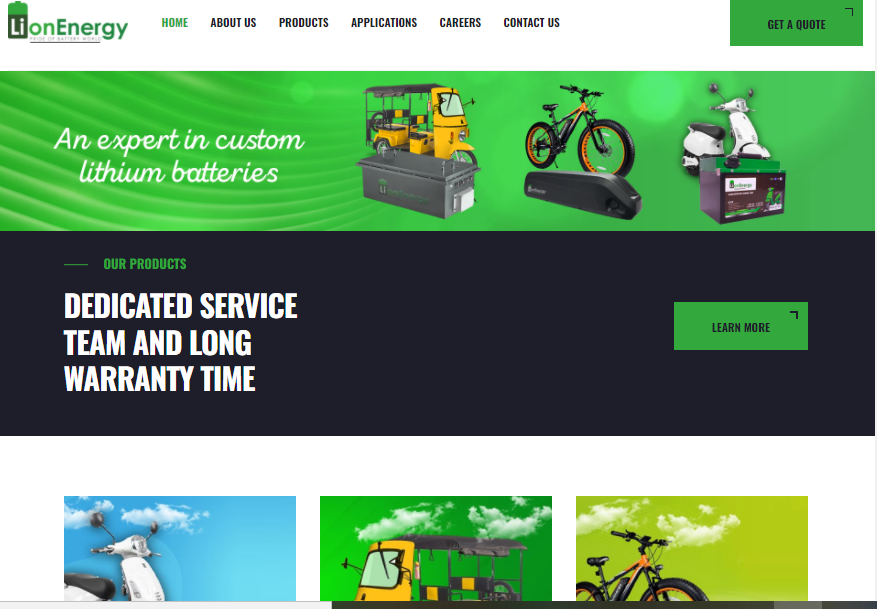 LionEnergy
PRIDE OF BATTERY WORLD
HOME
ABOUT US
PRODUCTS
APPLICATIONS
CAREERS
CONTACT US
GET A QUOTE
An expert in custom
lithium batteries
LionEnergy
OUR PRODUCTS
DEDICATED SERVICE
TEAM AND LONG
WARRANTY TIME
LEARN MORE